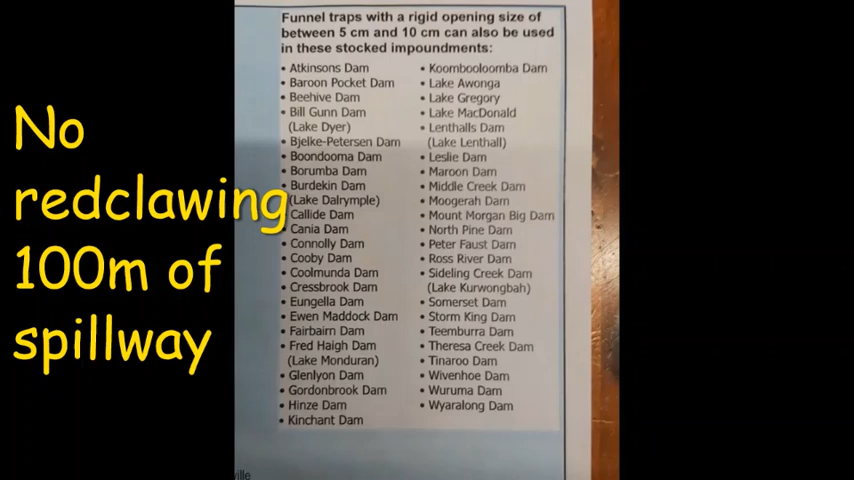 No
redclawing
100m of
spillway
Funnel traps with a rigid opening size of
between 5 cm and 10 cm can also be used
in these stocked impoundments:
• Atkinsons Dam
• Baroon Pocket Dam
• Beehive Dam
• Bill Gunn Dam
(Lake Dyer)
• Bjelke-Petersen Dam
• Boondooma Dam
• Borumba Dam
• Burdekin Dam
(Lake Dalrymple)
• Callide Dam
• Cania Dam
• Connolly Dam
• Cooby Dam
• Coolmunda Dam
• Cressbrook Dam
• Eungella Dam
• Ewen Maddock Dam
• Fairbairn Dam
• Fred Haigh Dam
(Lake Monduran)
• Glenlyon Dam
• Gordonbrook Dam
• Hinze Dam
• Kinchant Dam
• Koombooloomba Dam
• Lake Awonga
• Lake Gregory
• Lake MacDonald
• Lenthalls Dam
(Lake Lenthall)
• Leslie Dam
• Maroon Dam
• Middle Creek Dam
• Moogerah Dam
• Mount Morgan Big Dam
• North Pine Dam
• Peter Faust Dam
• Ross River Dam
• Sideling Creek Dam
(Lake Kurwongbah)
• Somerset Dam
• Storm King Dam
• Teemburra Dam
• Theresa Creek Dam
• Tinaroo Dam
• Wivenhoe Dam
• Wuruma Dam
• Wyaralong Dam